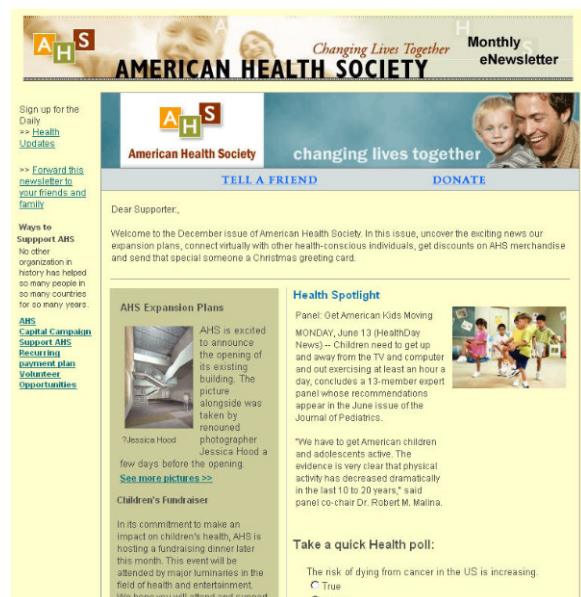 AHS
Changing Lives Together
AMERICAN HEALTH SOCIETY
Monthly
eNewsletter
Sign up for the
Daily
>> Health
Updates
>> Forward this
newsletter to
your friends and
family
Ways to
Suppport AHS
No other
organization in
history has helped
so many people in
so many countries
for so many years.
AHS
Capital Campaign
Support AHS
Recurring
payment plan
Volunteer
Opportunities
AHS
American Health Society
changing lives together
TELL A FRIEND
DONATE
Dear Supporter:,
Welcome to the December issue of American Health Society. In this issue, uncover the exciting news our
expansion plans, connect virtually with other health-conscious individuals, get discounts on AHS merchandise
and send that special someone a Christmas greeting card.
AHS Expansion Plans
AHS is excited
to announce
the opening of
its existing
building. The
picture
alongside was
taken by
renouned
photographer
Jessica Hood a
few days before the opening.
?Jessica Hood
See more pictures >>
Children's Fundraiser
In its commitment to make an
impact on children's health, AHS is
hosting a fundraising dinner later
this month. This event will be
attended by major luminaries in the
field of health and entertainment.
We hope you will attend and support
Health Spotlight
Panel: Get American Kids Moving
MONDAY, June 13 (HealthDay
News) -- Children need to get up
and away from the TV and computer
and out exercising at least an hour a
day, concludes a 13-member expert
panel whose recommendations
appear in the June issue of the
Journal of Pediatrics.
"We have to get American children
and adolescents active. The
evidence is very clear that physical
activity has decreased dramatically
in the last 10 to 20 years," said
panel co-chair Dr. Robert M. Malina.
Take a quick Health poll:
The risk of dying from cancer in the US is increasing.
True